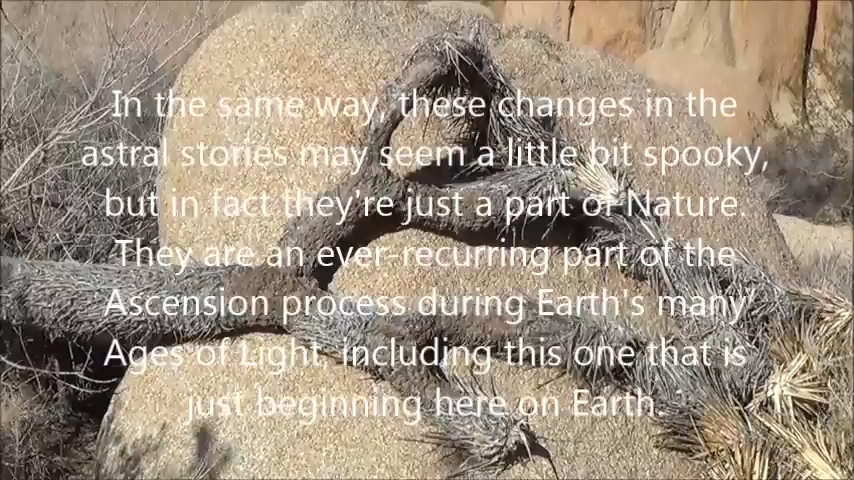 In the same way, these changes in the
astral stories may seem a little bit spooky,
but in fact they're just a part of Nature.
They are an ever-recurring part of the
Ascension process during Earth's many
Ages of Light, including this one that is
just beginning here on Earth.